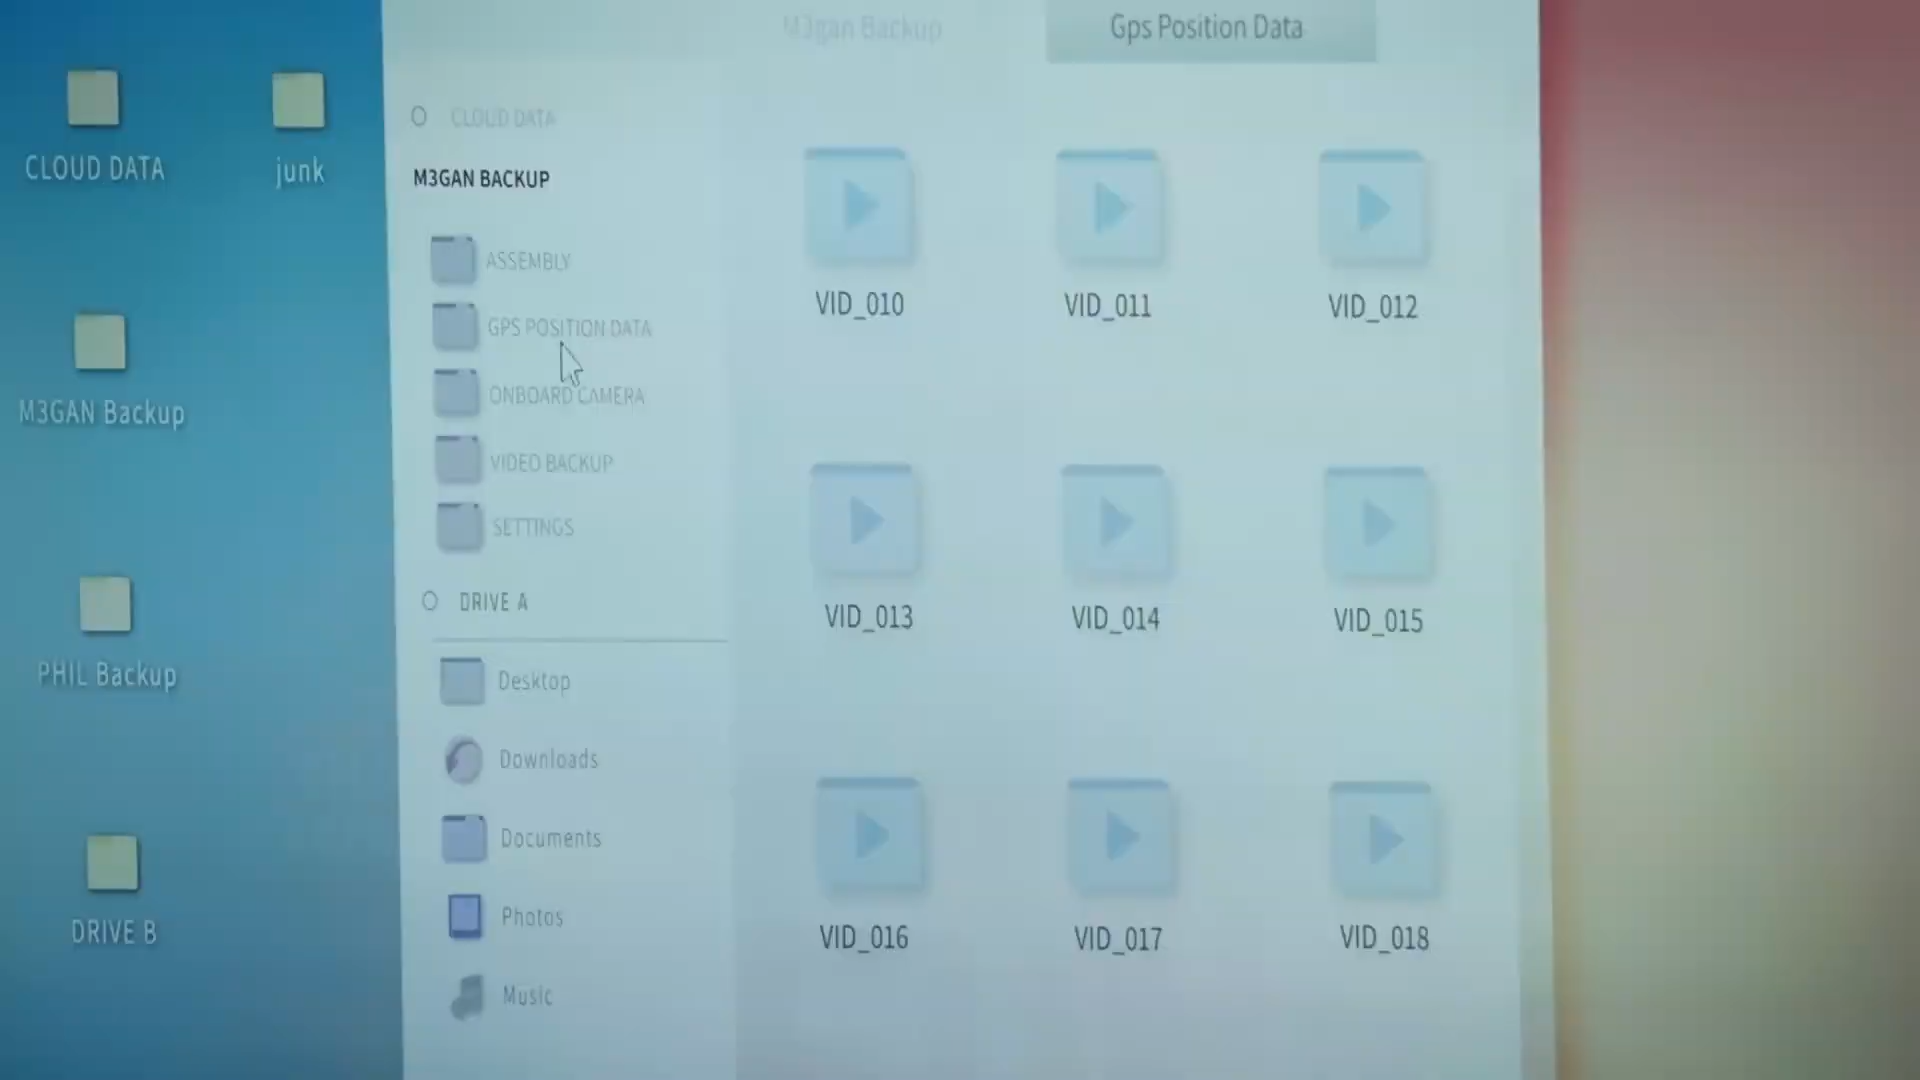 M3gan Backup
Gps Position Data
CLOUD DATA
junk
M3GAN Backup
PHIL Backup
DRIVE B
CLOUD DATA
M3GAN BACKUP
ASSEMBLY
GPS POSITION DATA
ONBOARD CAMERA
VIDEO BACKUP
SETTINGS
DRIVE A
Desktop
Downloads
Documents
Photos
Music
VID_010
VID_011
VID_012
VID_013
VID_014
VID_015
VID_016
VID_017
VID_018